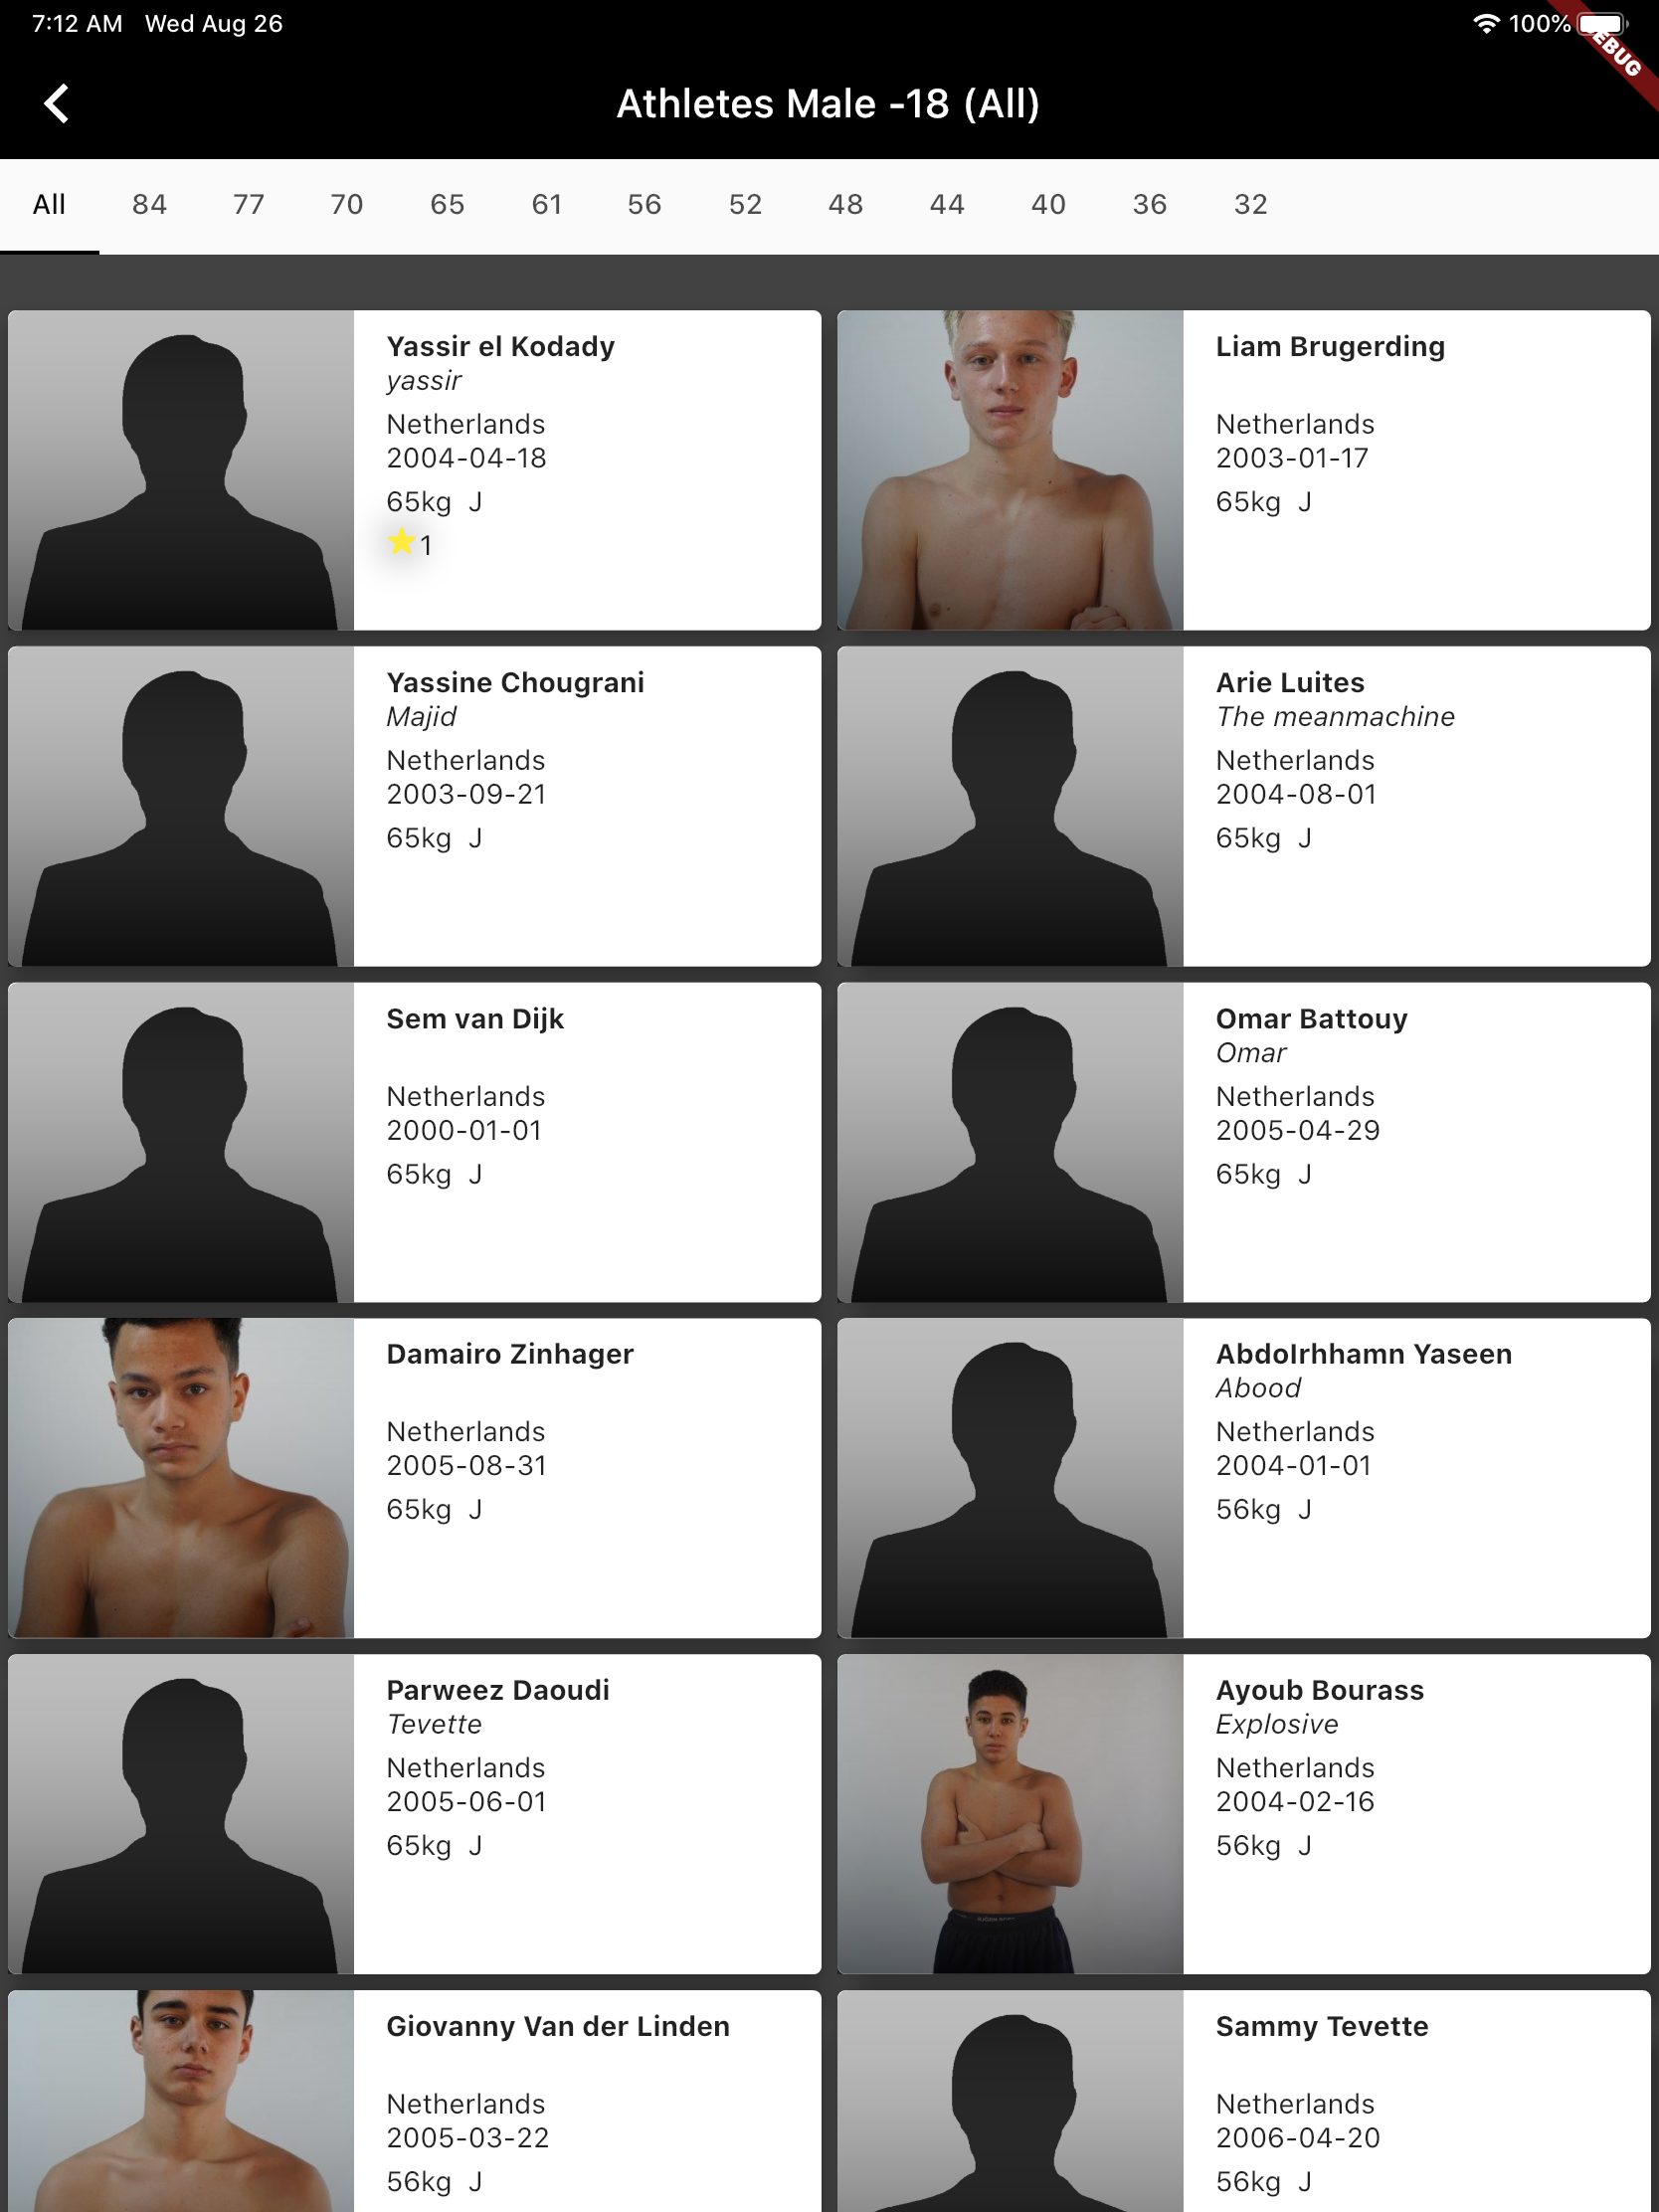 7:12 AM Wed Aug 26
100%
EBUG
Athletes Male -18 (All)
All 84 77 70 65 61 56 52 48 44 40 36 32
Yassir el Kodady
yassir
Netherlands
2004-04-18
65kg J
1
Liam Brugerding
Netherlands
2003-01-17
65kg J
Yassine Chougrani
Majid
Netherlands
2003-09-21
65kg J
Arie Luites
The meanmachine
Netherlands
2004-08-01
65kg J
Sem van Dijk
Netherlands
2000-01-01
65kg J
Omar Battouy
Omar
Netherlands
2005-04-29
65kg J
Damairo Zinhager
Netherlands
2005-08-31
65kg J
Abdolrhhamn Yaseen
Abood
Netherlands
2004-01-01
56kg J
Parweez Daoudi
Tevette
Netherlands
2005-06-01
65kg J
Ayoub Bourass
Explosive
Netherlands
2004-02-16
56kg J
Giovanny Van der Linden
Netherlands
2005-03-22
56kg J
Sammy Tevette
Netherlands
2006-04-20
56kg J